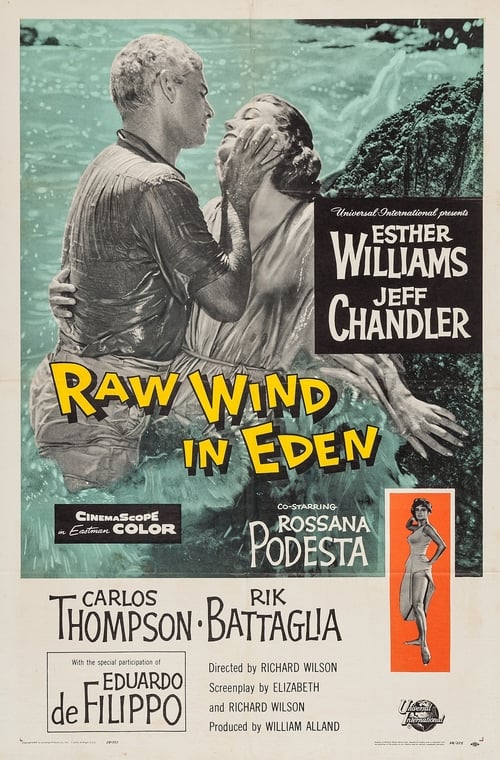 Universal International presents
ESTHER
WILLIAMS
JEFF
CHANDLER
RAW WIND
IN EDEN
CINEMASCOPE
in Eastman COLOR
CO-STARRING
ROSSANA
PODESTA
CARLOS
THOMPSON •
RIK
BATTAGLIA
With the special participation of
EDUARDO
de FILIPPO
Directed by RICHARD WILSON
Screenplay by ELIZABETH
and RICHARD WILSON
Produced by WILLIAM ALLAND
Universal
International